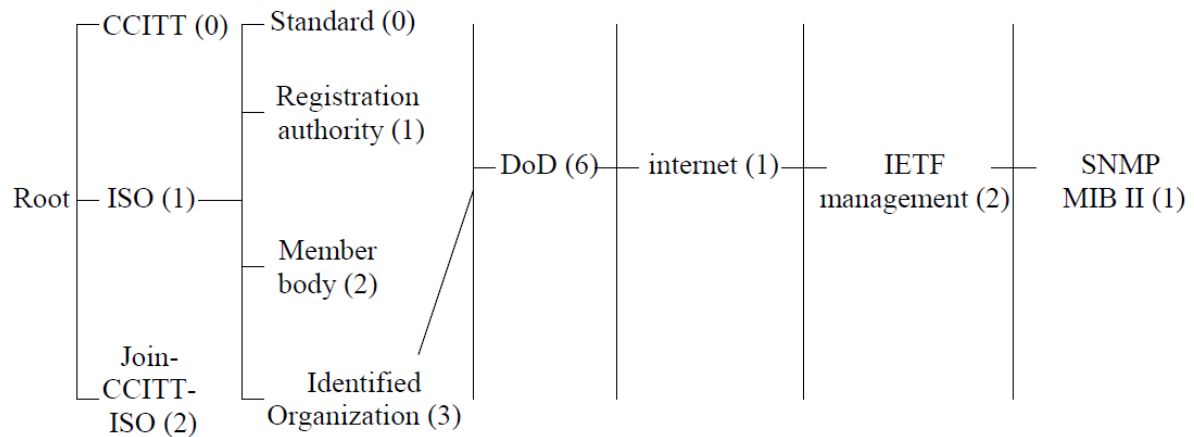 CCITT (0)
Standard (0)
Registration
authority (1)
DoD (6)
internet (1)
IETF
management (2)
SNMP
MIB II (1)
Root
ISO (1)
Member
body (2)
Join-
CCITT-
ISO (2)
Identified
Organization (3)